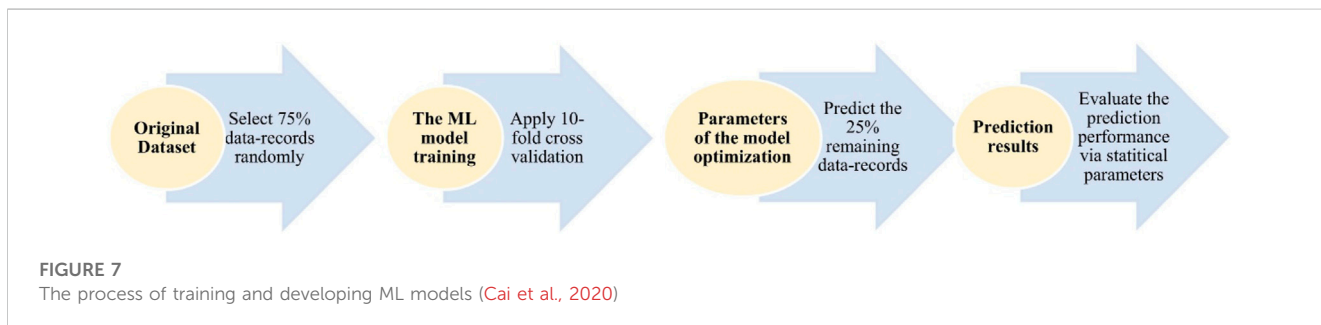 Original
Dataset
Select 75%
data-records
randomly
The ML
model
training
Apply 10-
fold cross
validation
Parameters
of the model
optimization
Predict the
25%
remaining
data-records
Prediction
results
Evaluate the
prediction
performance
via statitical
parameters
FIGURE 7
The process of training and developing ML models (Cai et al., 2020)